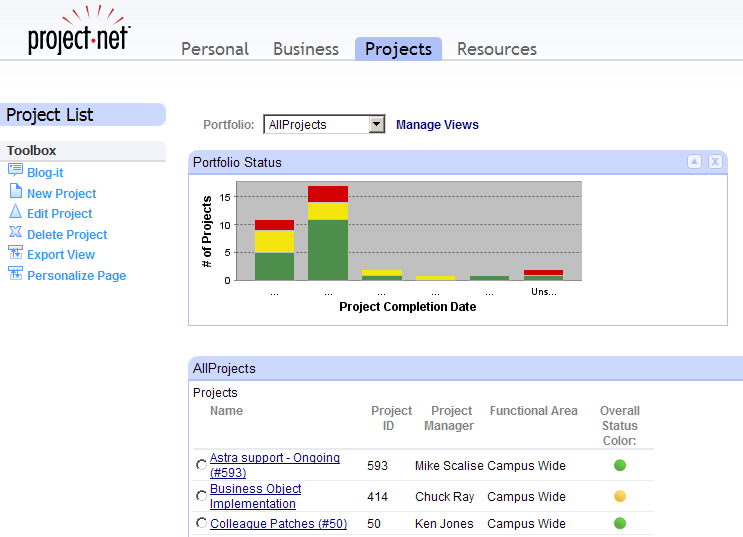 project·net
Personal
Business
Projects
Resources
Project List
Toolbox
Blog-it
New Project
Edit Project
Delete Project
Export View
Personalize Page
Portfolio:
AllProjects
Manage Views
Portfolio Status
# of Projects
15
10
5
0
...
...
...
...
...
Uns...
Project Completion Date
AllProjects
Projects
Name
Project
ID
Project
Manager
Functional Area
Overall
Status
Color:
Astra support - Ongoing
(#593)
593
Mike Scalise
Campus Wide
Business Object
Implementation
414
Chuck Ray
Campus Wide
Colleague Patches (#50)
50
Ken Jones
Campus Wide